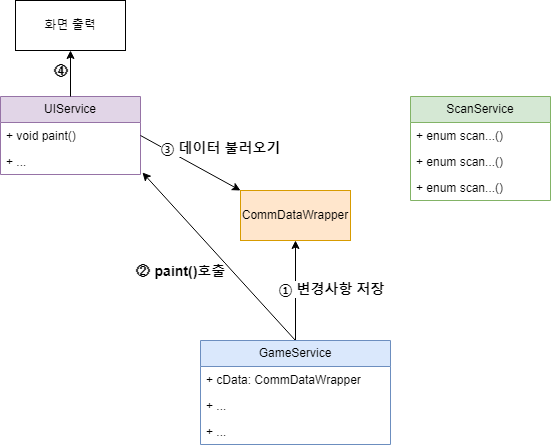 화면 출력
④
UIService
+ void paint()
+ ...
ScanService
+ enum scan...()
+ enum scan...()
+ enum scan...()
③ 데이터 불러오기
CommDataWrapper
② paint()호출
① 변경사항 저장
GameService
+ cData: CommDataWrapper
+ ...
+ ...